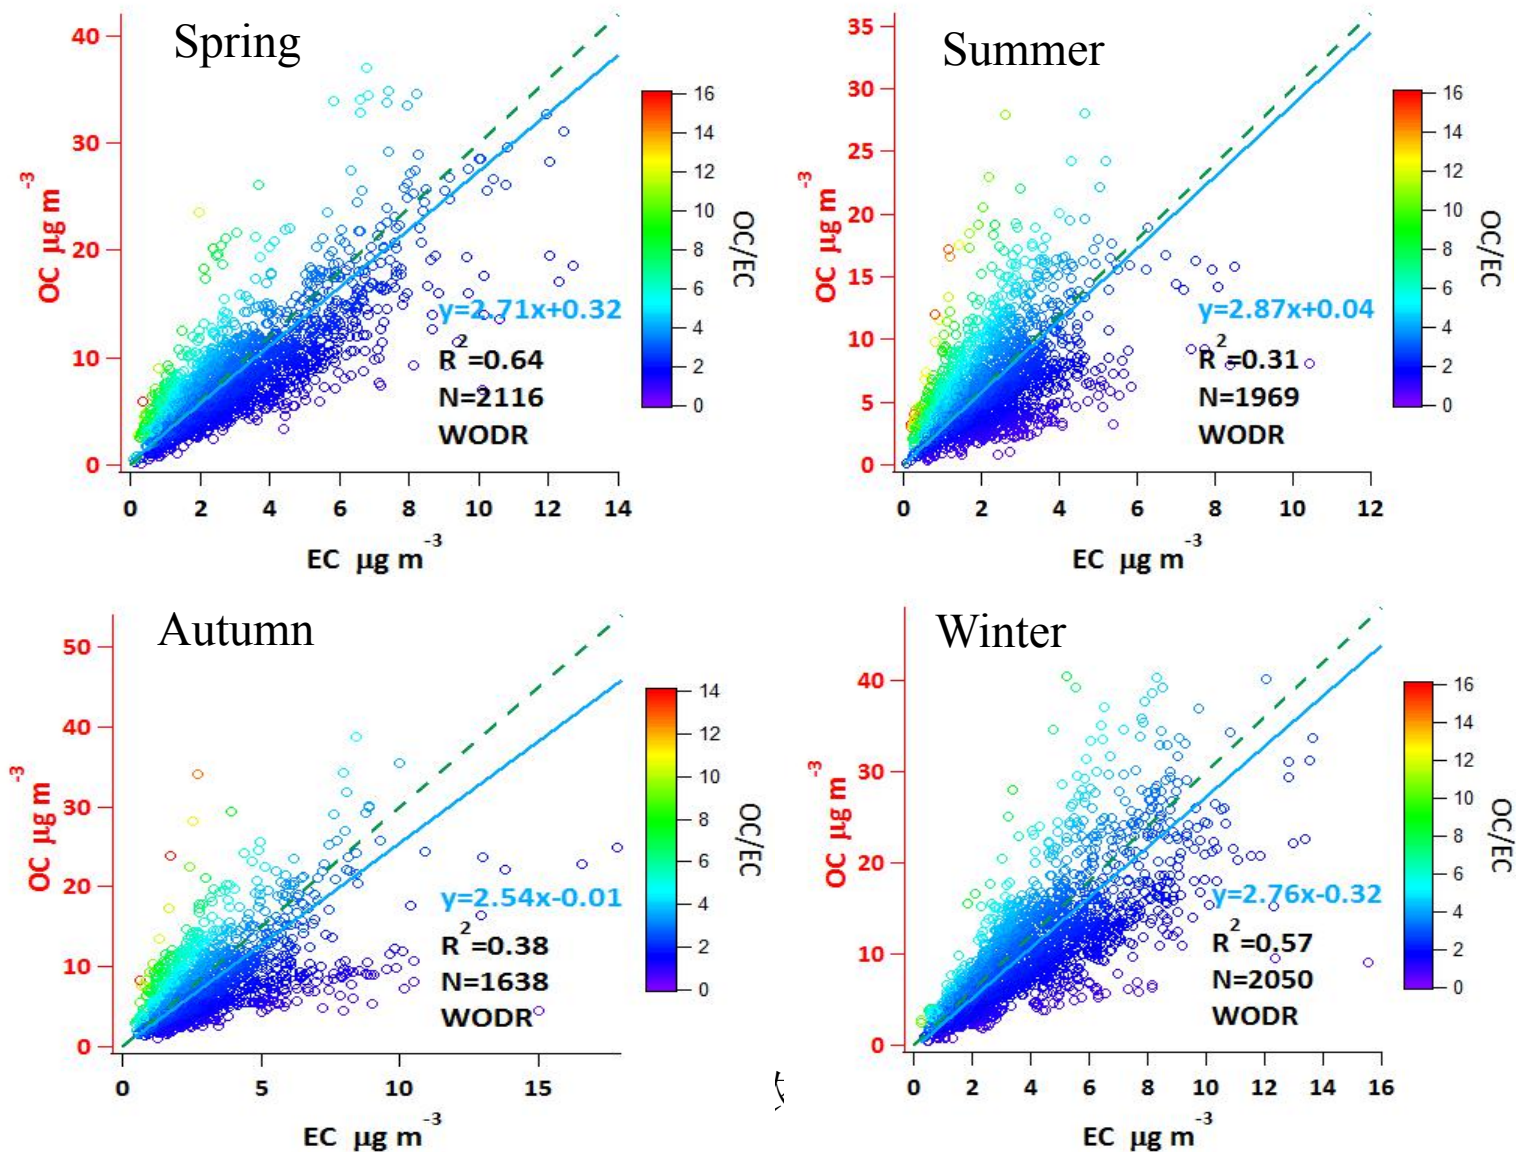 Spring
40
30
20
10
0
OC µg m-3
0 2 4 6 8 10 12 14
EC µg m-3
y=2.71x+0.32
R2=0.64
N=2116
WODR
16
14
12
10
8
6
4
2
0
OC/EC
Summer
35
30
25
20
15
10
5
0
OC µg m-3
0 2 4 6 8 10 12
EC µg m-3
y=2.87x+0.04
R2=0.31
N=1969
WODR
16
14
12
10
8
6
4
2
0
OC/EC
Autumn
50
40
30
20
10
0
OC µg m-3
0 5 10 15
EC µg m-3
y=2.54x-0.01
R2=0.38
N=1638
WODR
14
12
10
8
6
4
2
0
OC/EC
Winter
40
30
20
10
0
OC µg m-3
0 2 4 6 8 10 12 14 16
EC µg m-3
y=2.76x-0.32
R2=0.57
N=2050
WODR
16
14
12
10
8
6
4
2
0
OC/EC